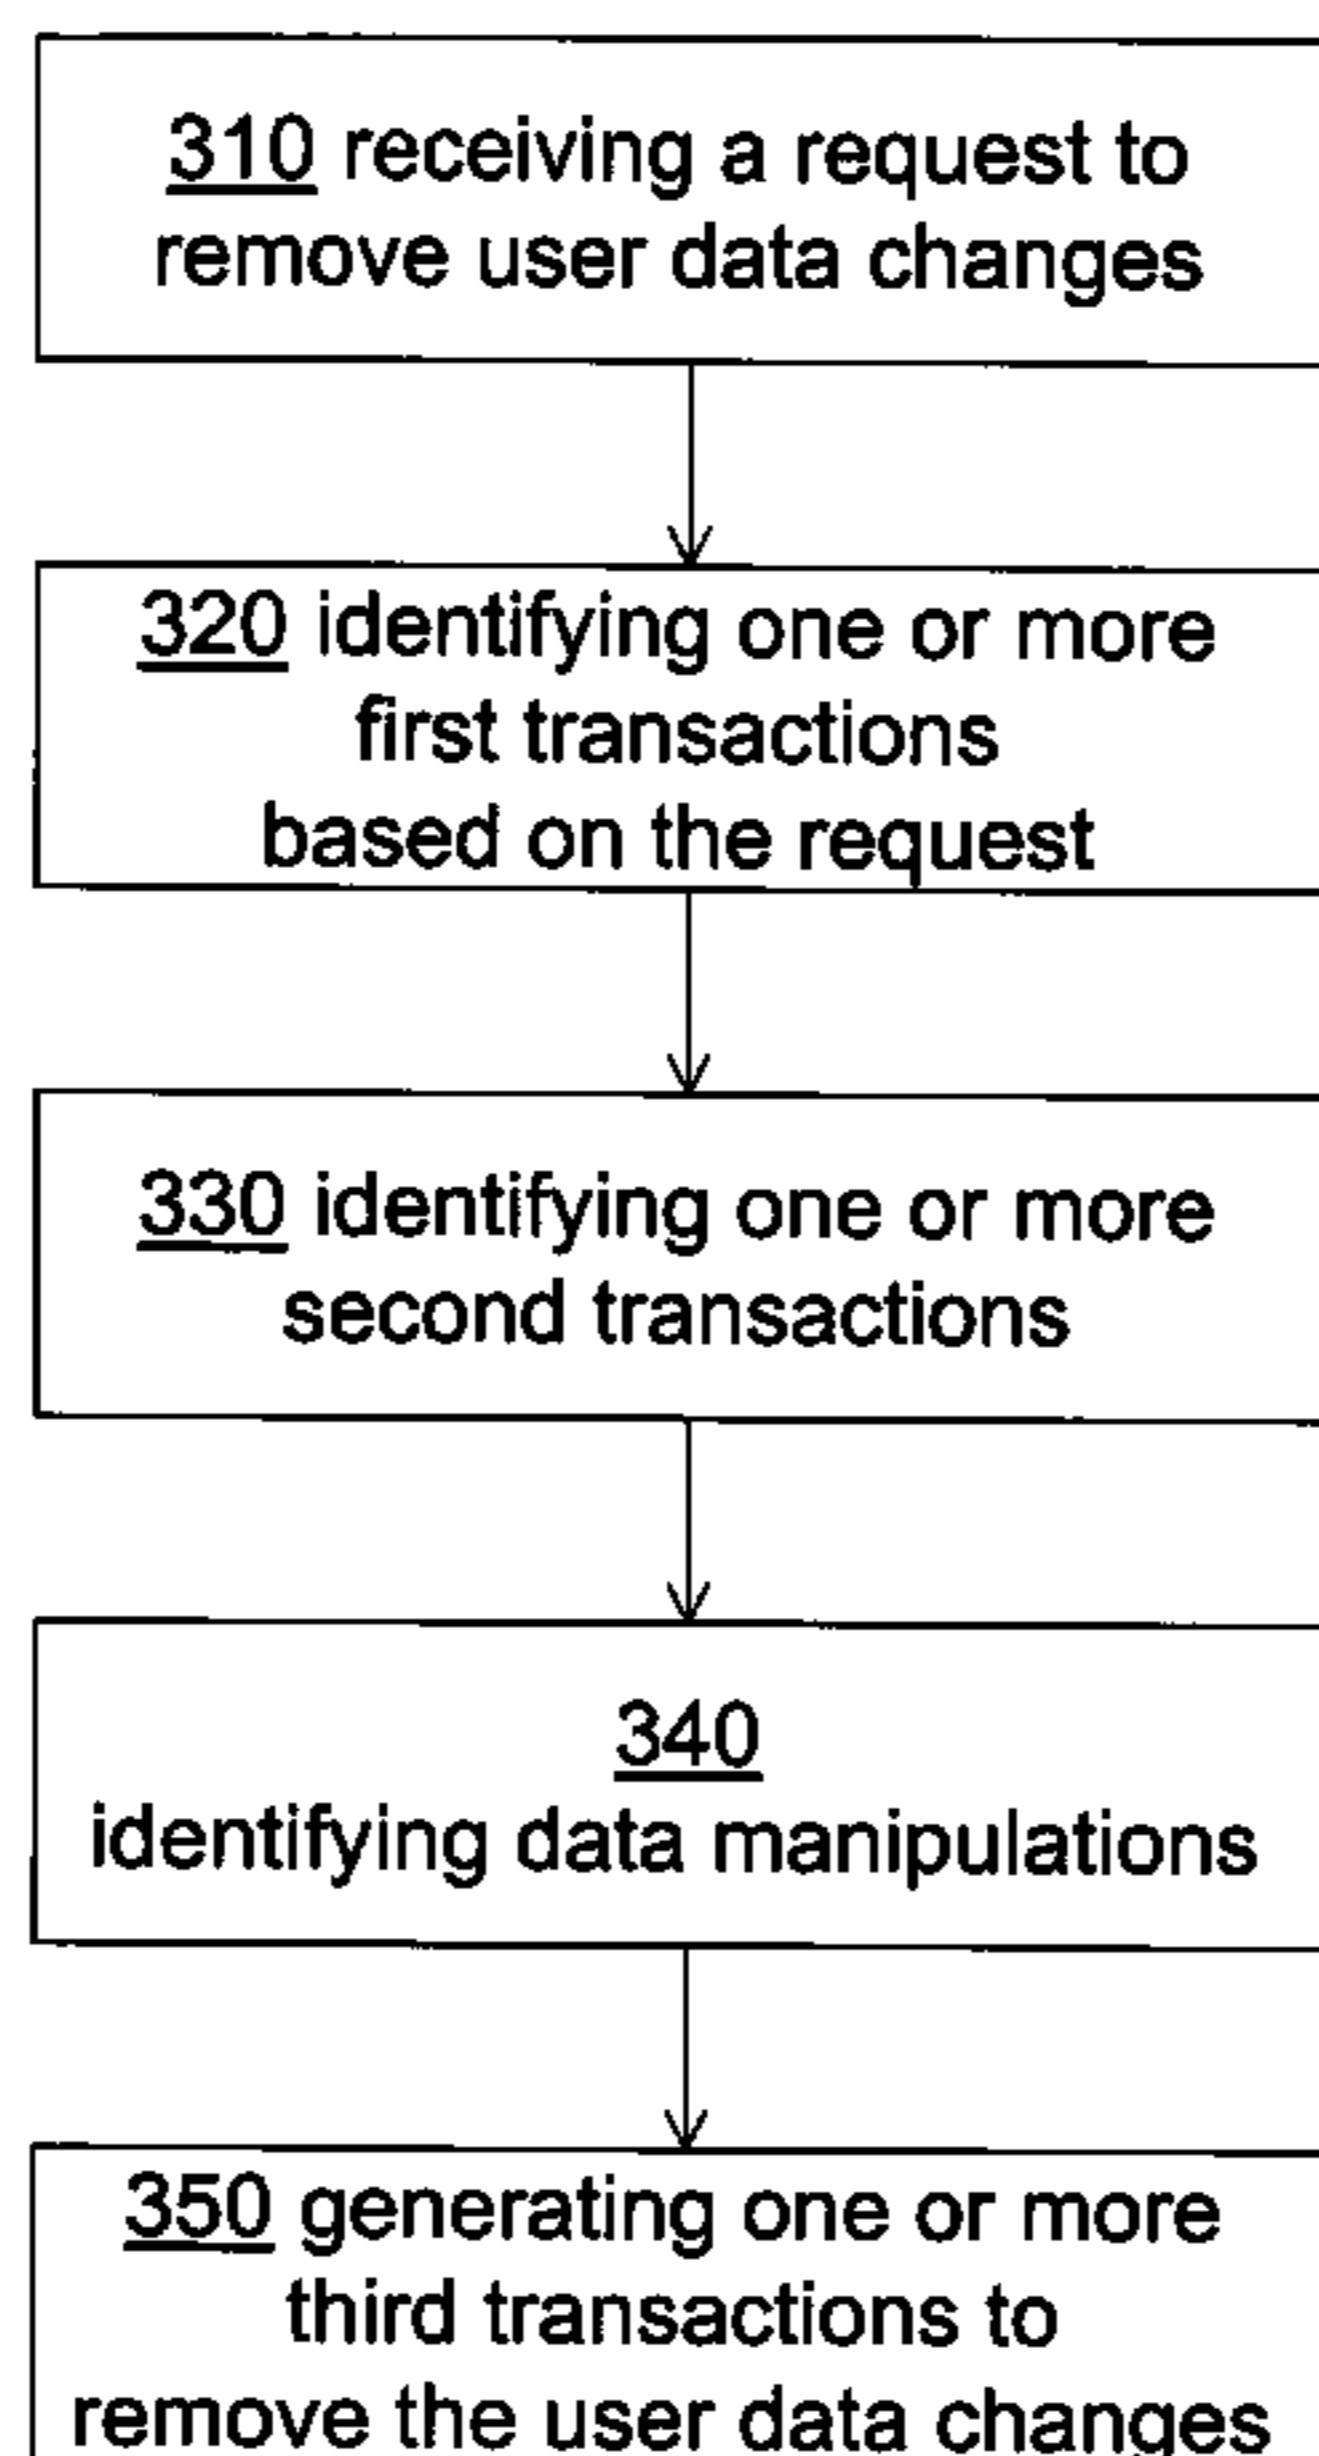 310 receiving a request to
remove user data changes
320 identifying one or more
first transactions
based on the request
330 identifying one or more
second transactions
340
identifying data manipulations
350 generating one or more
third transactions to
remove the user data changes